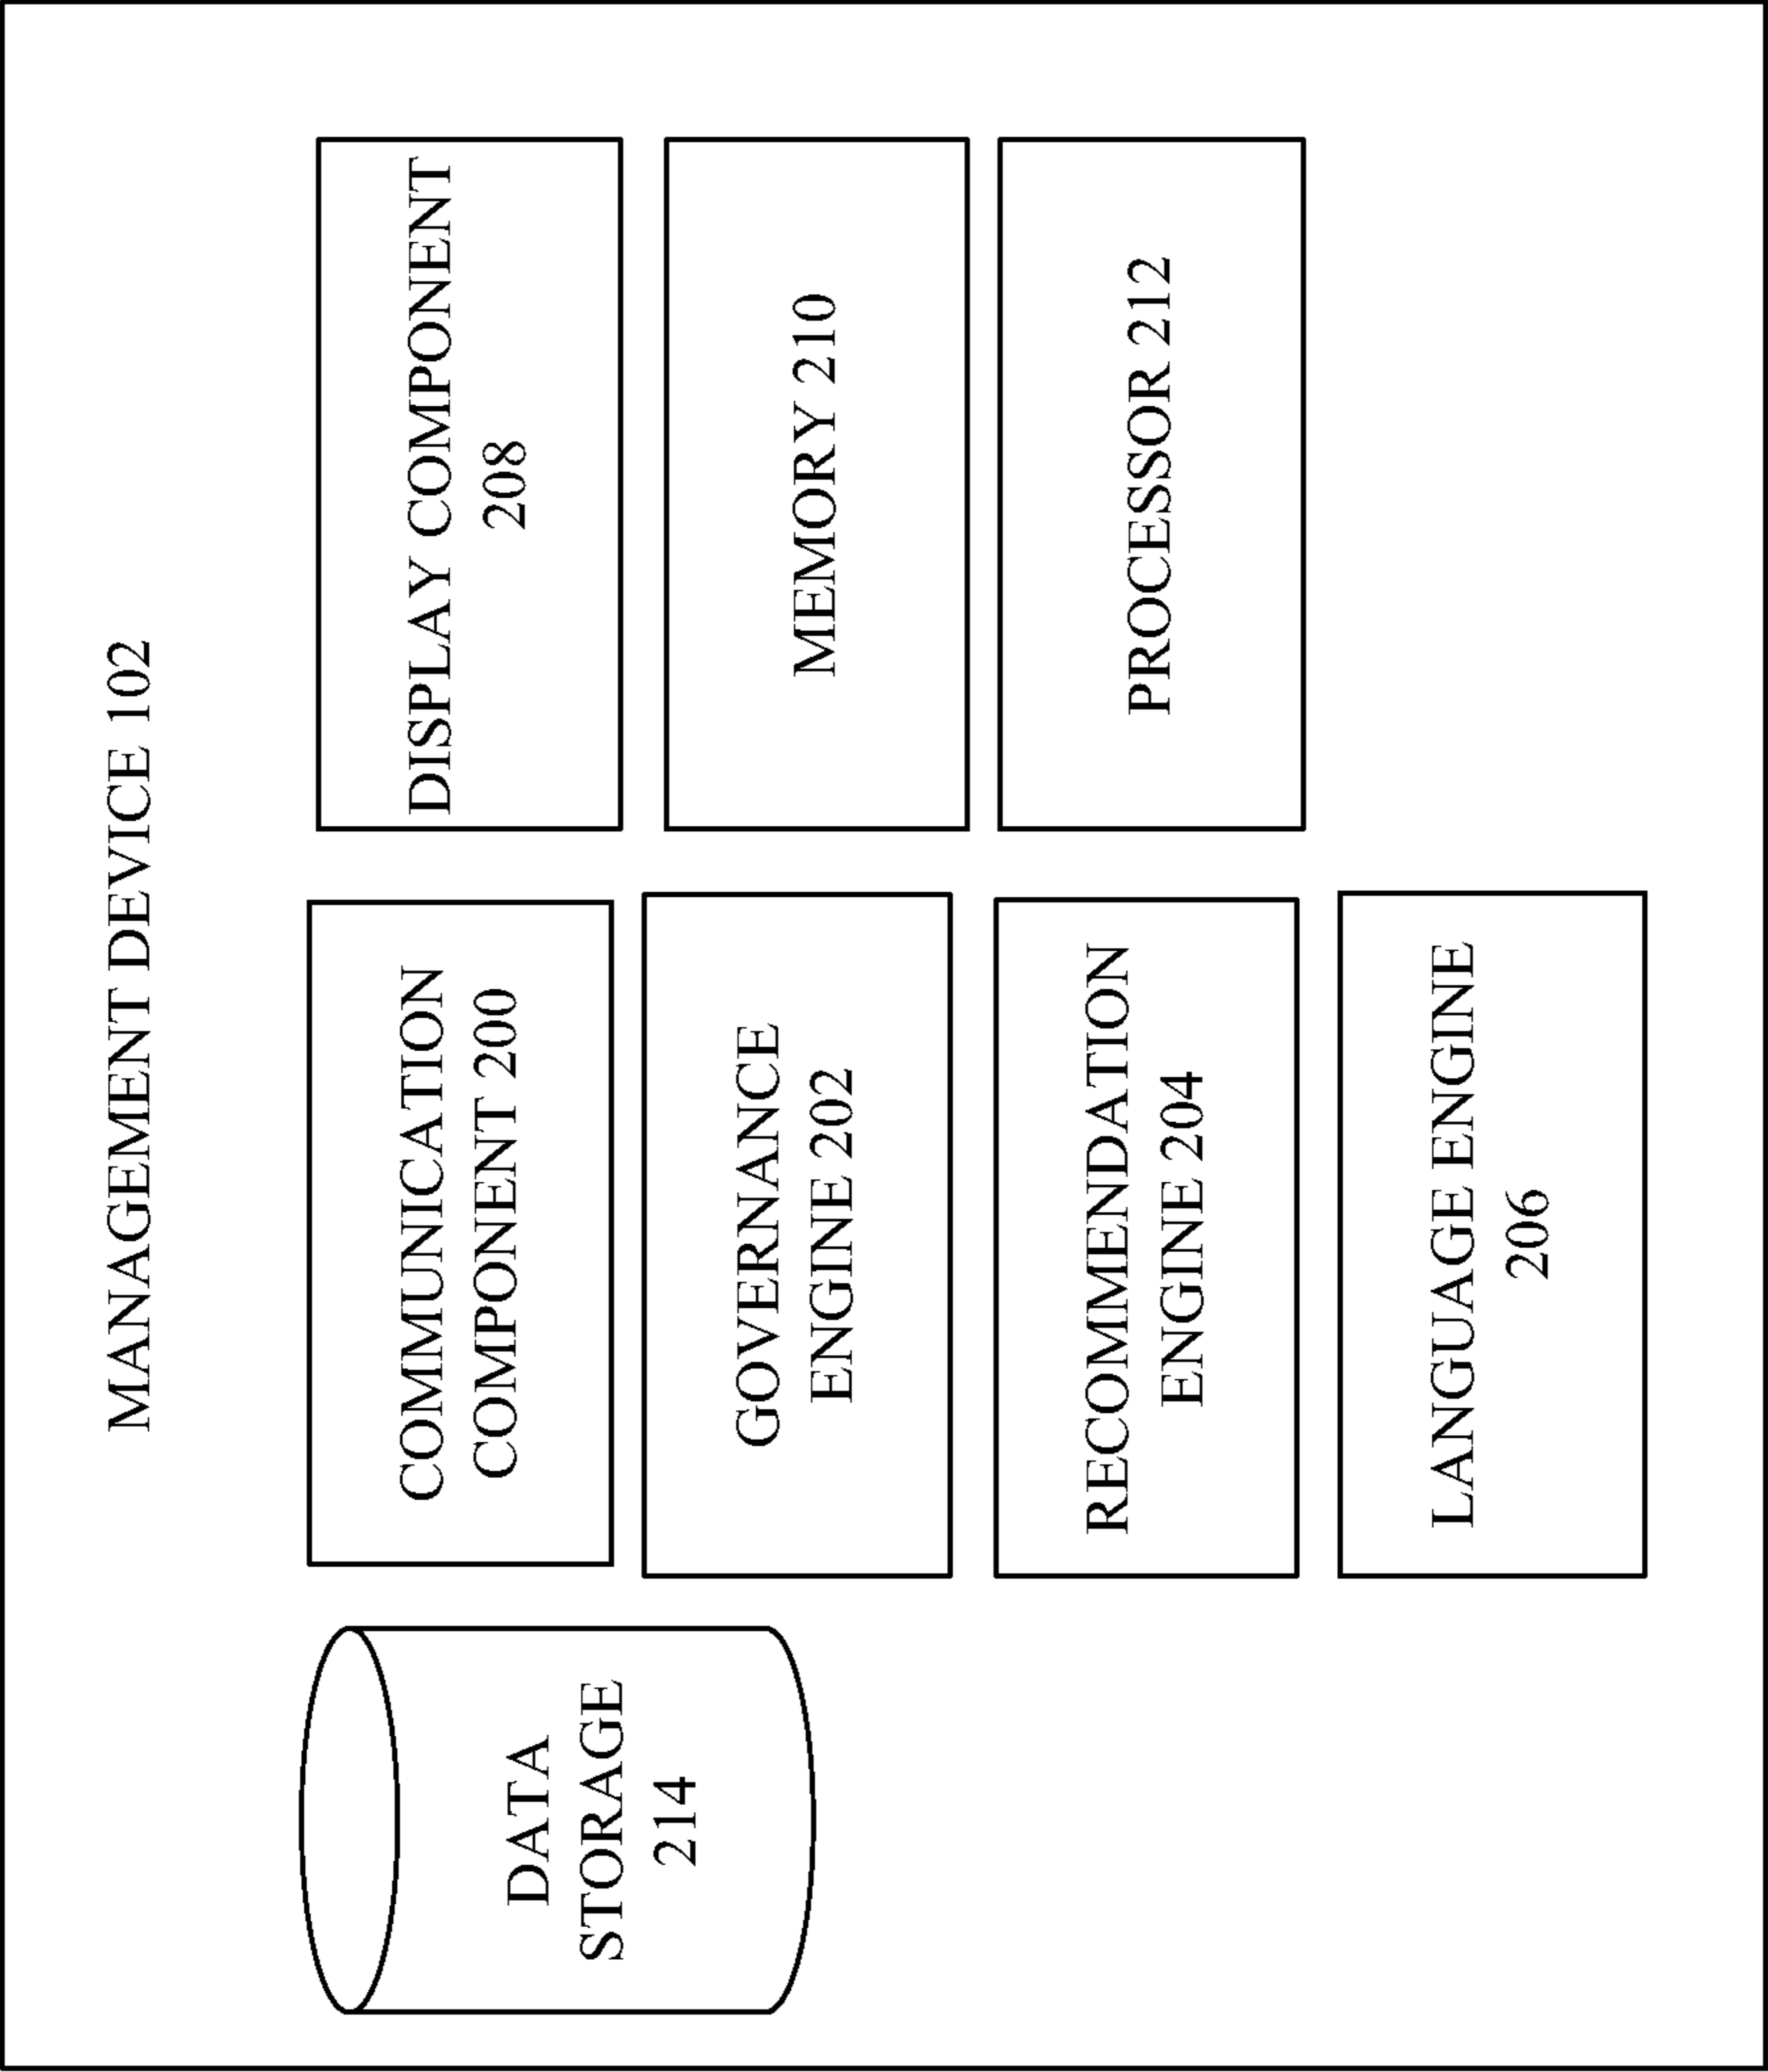 MANAGEMENT DEVICE 102
DATA
STORAGE
214
COMMUNICATION
COMPONENT 200
GOVERNANCE
ENGINE 202
RECOMMENDATION
ENGINE 204
LANGUAGE ENGINE
206
DISPLAY COMPONENT
208
MEMORY 210
PROCESSOR 212